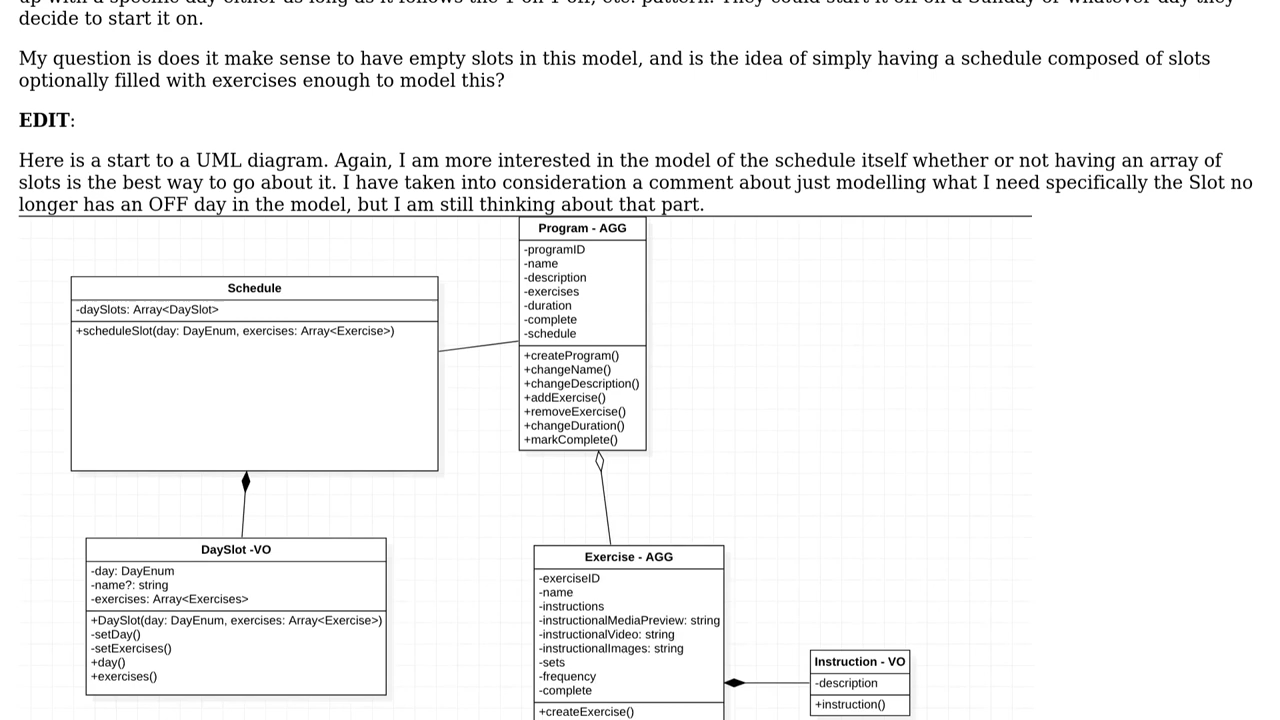 decide to start it on.
My question is does it make sense to have empty slots in this model, and is the idea of simply having a schedule composed of slots
optionally filled with exercises enough to model this?
EDIT:
Here is a start to a UML diagram. Again, I am more interested in the model of the schedule itself whether or not having an array of
slots is the best way to go about it. I have taken into consideration a comment about just modelling what I need specifically the Slot no
longer has an OFF day in the model, but I am still thinking about that part.
Program - AGG
-programID
-name
-description
-exercises
-duration
-complete
-schedule
+createProgram()
+changeName()
+changeDescription()
+addExercise()
+removeExercise()
+changeDuration()
+markComplete()
Schedule
-daySlots: Array<DaySlot>
+scheduleSlot(day: DayEnum, exercises: Array<Exercise>)
DaySlot -VO
-day: DayEnum
-name?: string
-exercises: Array<Exercises>
+DaySlot(day: DayEnum, exercises: Array<Exercise>)
-setDay()
-setExercises()
+day()
+exercises()
Exercise - AGG
-exerciseID
-name
-instructions
-instructionalMediaPreview: string
-instructionalVideo: string
-instructionalImages: string
-sets
-frequency
-complete
+createExercise()
Instruction - VO
-description
+instruction()